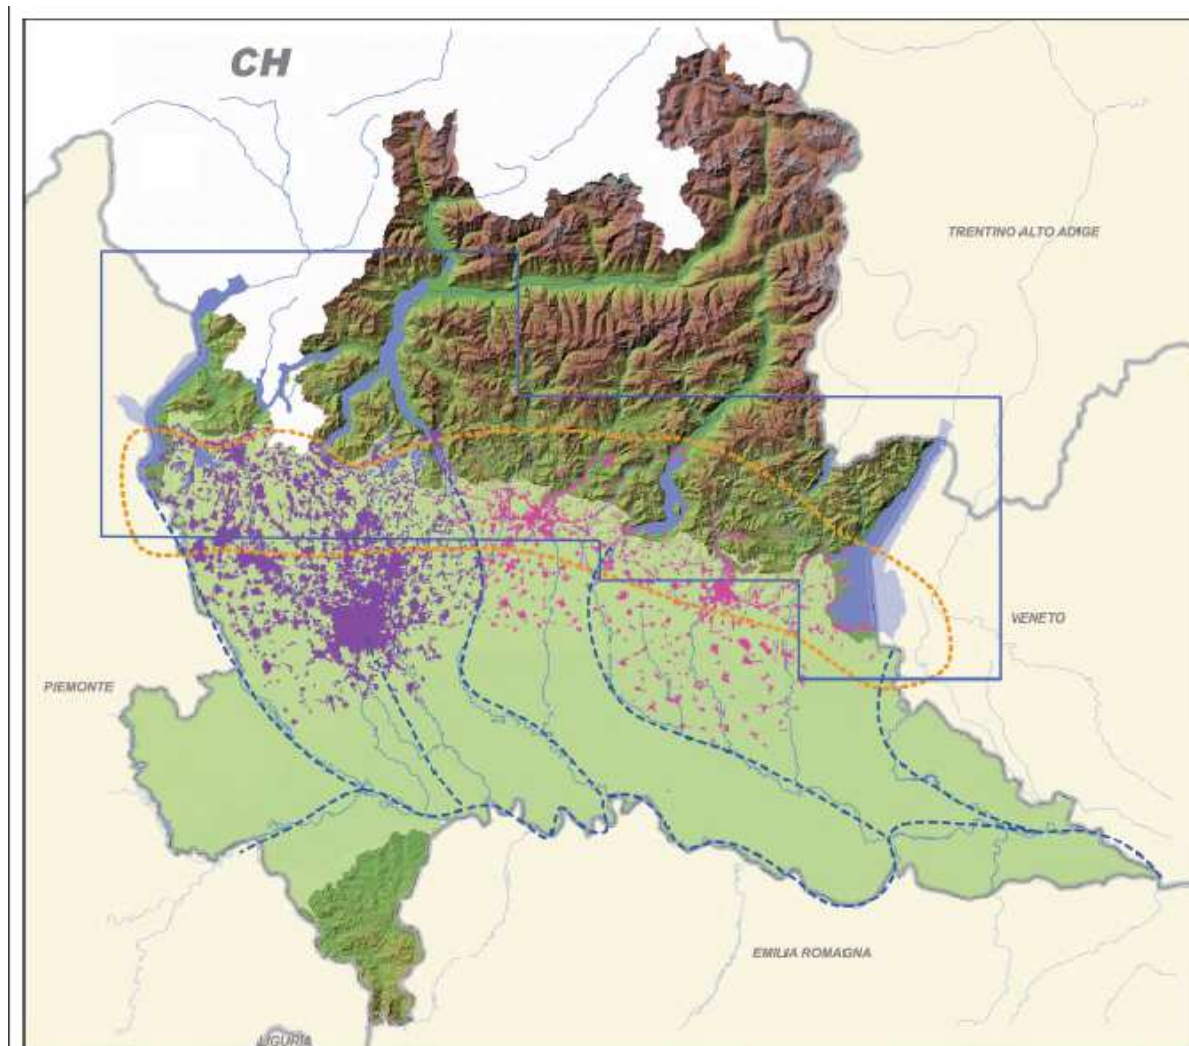 CH
TRENTINO ALTO ADIGE
VENETO
PIEMONTE
EMILIA ROMAGNA
LIGURIA